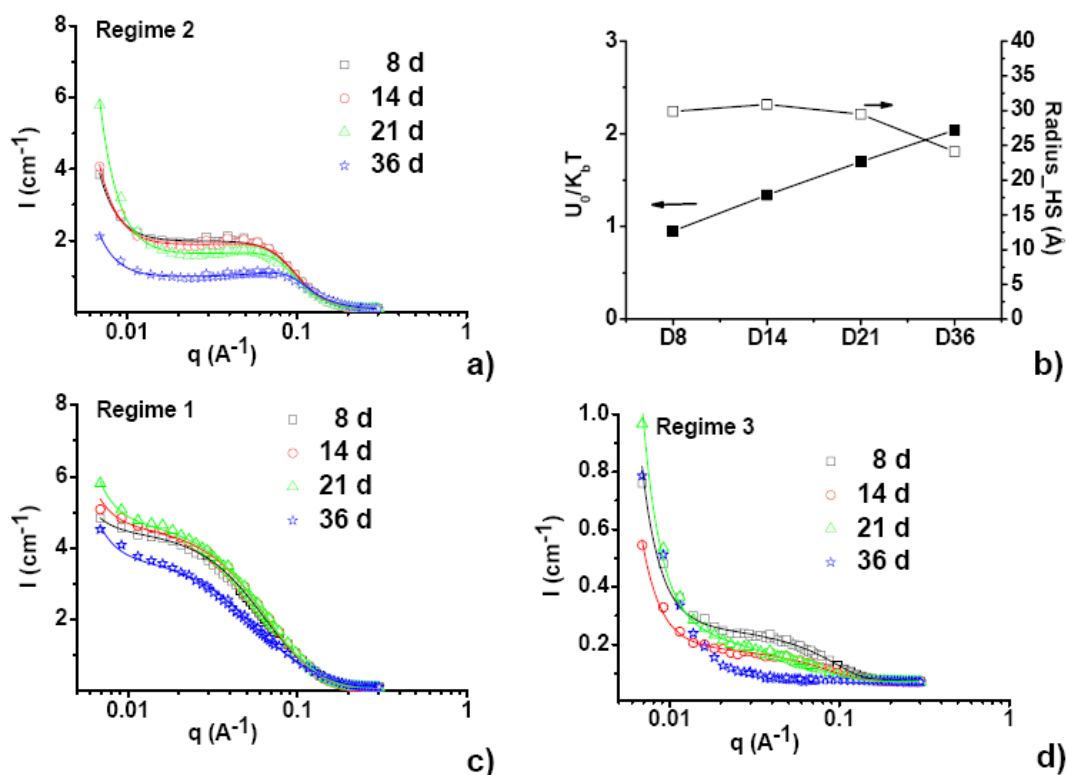 Regime 2
8 d
14 d
21 d
36 d
8
6
4
2
I (cm⁻¹)
0.01
0.1
1
q (A⁻¹)
a)
3
2
1
0
U₀/K_bT
40
35
30
25
20
15
10
5
0
Radius_HS (Å)
D8
D14
D21
D36
b)
Regime 1
8 d
14 d
21 d
36 d
8
6
4
2
I (cm⁻¹)
0.01
0.1
1
q (A⁻¹)
c)
Regime 3
8 d
14 d
21 d
36 d
1.0
0.8
0.6
0.4
0.2
I (cm⁻¹)
0.01
0.1
1
q (A⁻¹)
d)